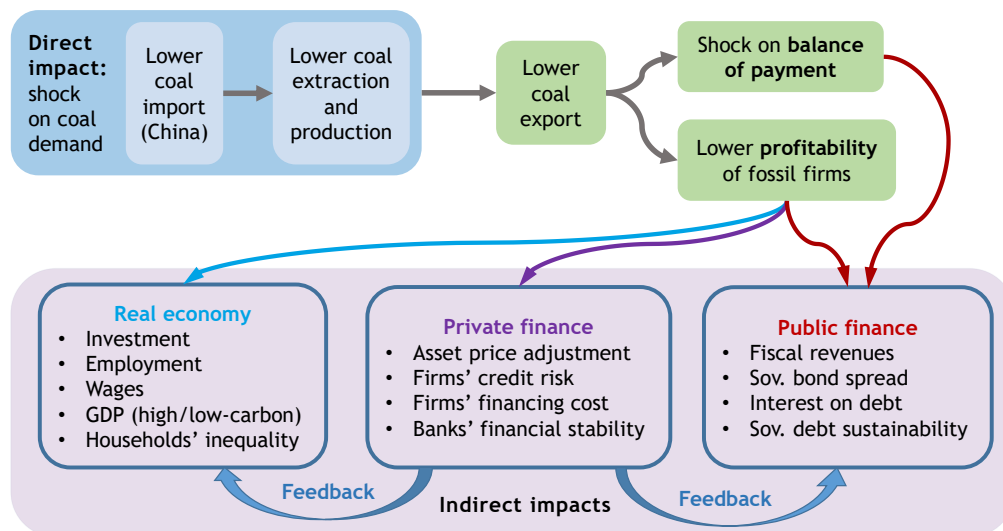 Direct
impact:
shock
on coal
demand
Lower
coal
import
(China)
Lower coal
extraction
and
production
Lower
coal
export
Shock on balance
of payment
Lower profitability
of fossil firms
Real economy
• Investment
• Employment
• Wages
• GDP (high/low-carbon)
• Households’ inequality
Private finance
• Asset price adjustment
• Firms’ credit risk
• Firms’ financing cost
• Banks’ financial stability
Public finance
• Fiscal revenues
• Sov. bond spread
• Interest on debt
• Sov. debt sustainability
Feedback
Indirect impacts
Feedback